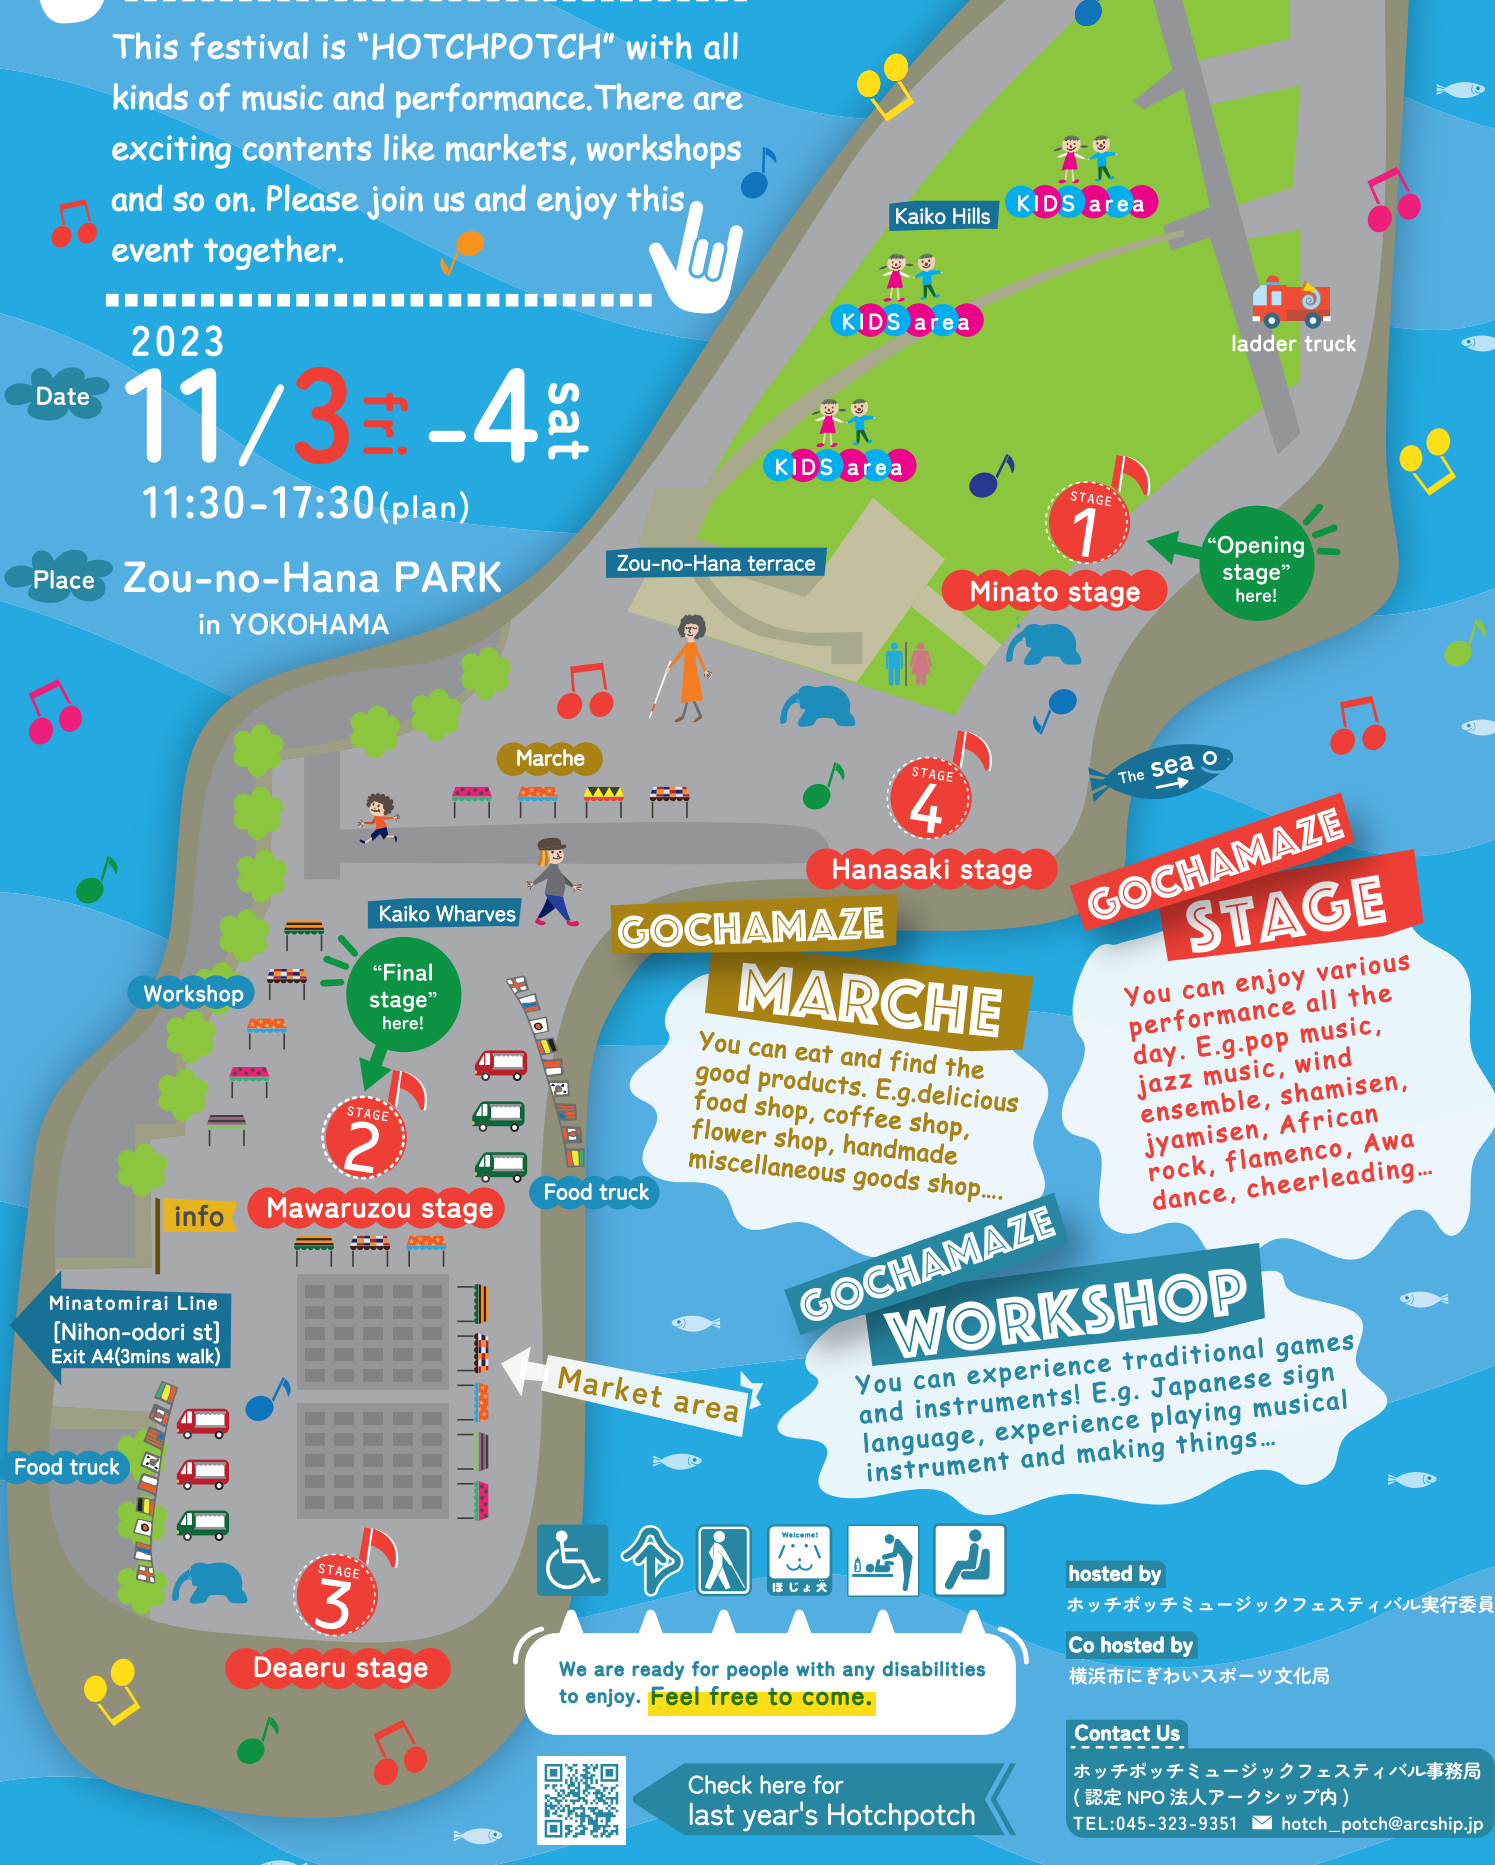 This festival is “HOTCHPOTCH” with all
kinds of music and performance.There are
exciting contents like markets, workshops
and so on. Please join us and enjoy this
event together.
Date
2023
11/3 fri -4 sat
11:30-17:30(plan)
Place
Zou-no-Hana PARK
in YOKOHAMA
KIDS area
Kaiko Hills
KIDS area
ladder truck
KIDS area
STAGE
1
Minato stage
“Opening
stage”
here!
Zou-no-Hana terrace
Marche
STAGE
4
Hanasaki stage
The sea
Kaiko Wharves
“Final
stage”
here!
Workshop
STAGE
2
Mawaruzou stage
Food truck
info
Minatomirai Line
[Nihon-odori st]
Exit A4(3mins walk)
Food truck
Market area
STAGE
3
Deaeru stage
GOCHAMAZE
MARCHE
You can eat and find the
good products. E.g.delicious
food shop, coffee shop,
flower shop, handmade
miscellaneous goods shop....
GOCHAMAZE
STAGE
You can enjoy various
performance all the
day. E.g.pop music,
jazz music, wind
ensemble, shamisen,
jyamisen, African
rock, flamenco, Awa
dance, cheerleading...
GOCHAMAZE
WORKSHOP
You can experience traditional games
and instruments! E.g. Japanese sign
language, experience playing musical
instrument and making things...
Welcome!
ほじょ犬
We are ready for people with any disabilities
to enjoy. Feel free to come.
Check here for
last year's Hotchpotch
hosted by
ホッチポッチミュージックフェスティバル実行委員
Co hosted by
横浜市にぎわいスポーツ文化局
Contact Us
ホッチポッチミュージックフェスティバル事務局
( 認定 NPO 法人アークシップ内 )
TEL:045-323-9351 hotch_potch@arcship.jp